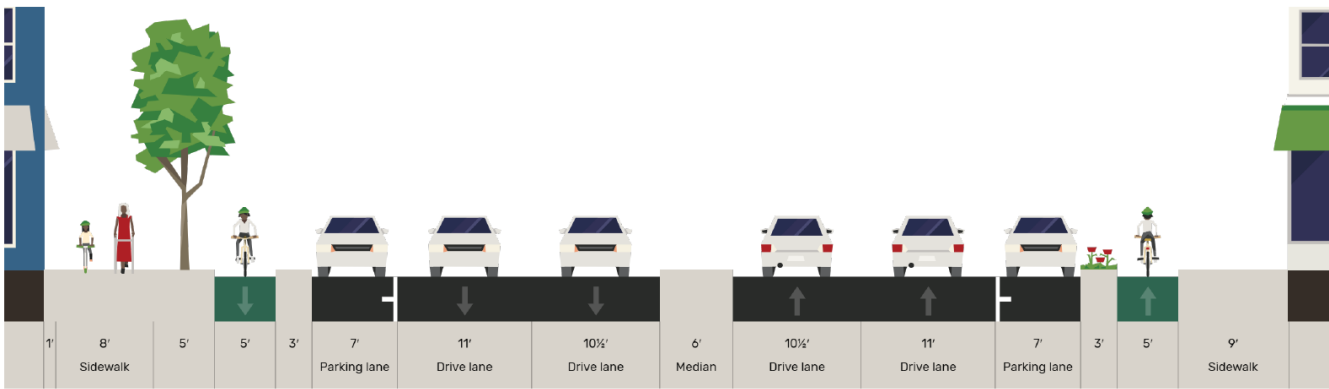 1′ 8′ 5′ 5′ 3′ 7′ 11′ 10½′ 6′ 10½′ 11′ 7′ 3′ 5′ 9′
Sidewalk Parking lane Drive lane Drive lane Median Drive lane Drive lane Parking lane Sidewalk